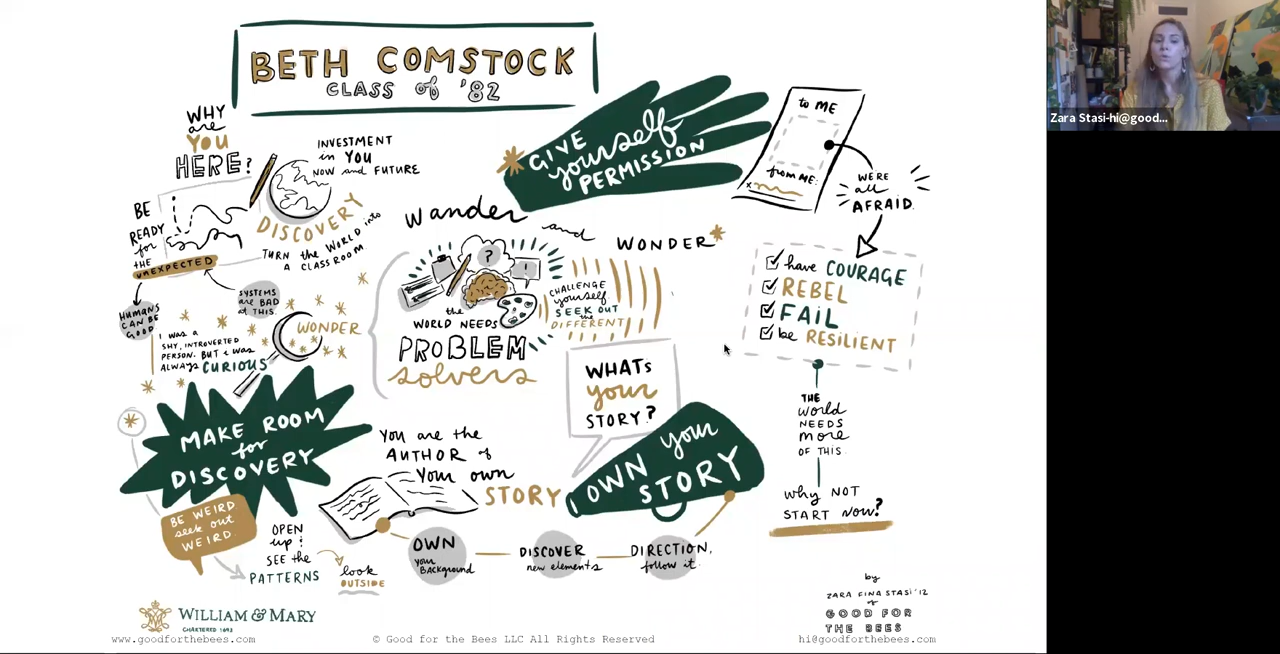 BETH COMSTOCK
CLASS of '82
WHY
are
YOU
HERE?
INVESTMENT
in YOU
NOW and FUTURE
BE
READY
for
the
UNEXPECTED
DISCOVERY
TURN the WORLD into
A CLASSROOM
HUMANS
CAN BE
GOOD
SYSTEMS
are BAD
at THIS.
I WAS A
SHY, INTROVERTED
PERSON. BUT i was
ALWAYS CURIOUS
WONDER
GIVE
yourself
PERMISSION
wander
and
WONDER
?
!
the
WORLD NEEDS
PROBLEM
solvers
CHALLENGE
yourself.
SEEK OUT
the
DIFFERENT
to ME
from ME:
x
WE'RE
all
AFRAID.
have COURAGE
REBEL
FAIL
be RESILIENT
THE
world
NEEDS
more
OF THIS.
why NOT
START NOW?
MAKE ROOM
for
DISCOVERY
BE WEIRD
seek out
WEIRD.
OPEN
up &
SEE the
PATTERNS
look
OUTSIDE
YOU are the
AUTHOR of
your own
STORY
WHAT'S
your
STORY?
OWN your
STORY
OWN
your
BACKGROUND
DISCOVER
new elements
DIRECTION,
follow it.
by
ZARA FINA STASI '12
of
GOOD FOR
THE BEES
WILLIAM & MARY
CHARTERED 1693
www.goodforthebees.com
© Good for the Bees LLC All Rights Reserved
hi@goodforthebees.com
Zara Stasi-hi@good...